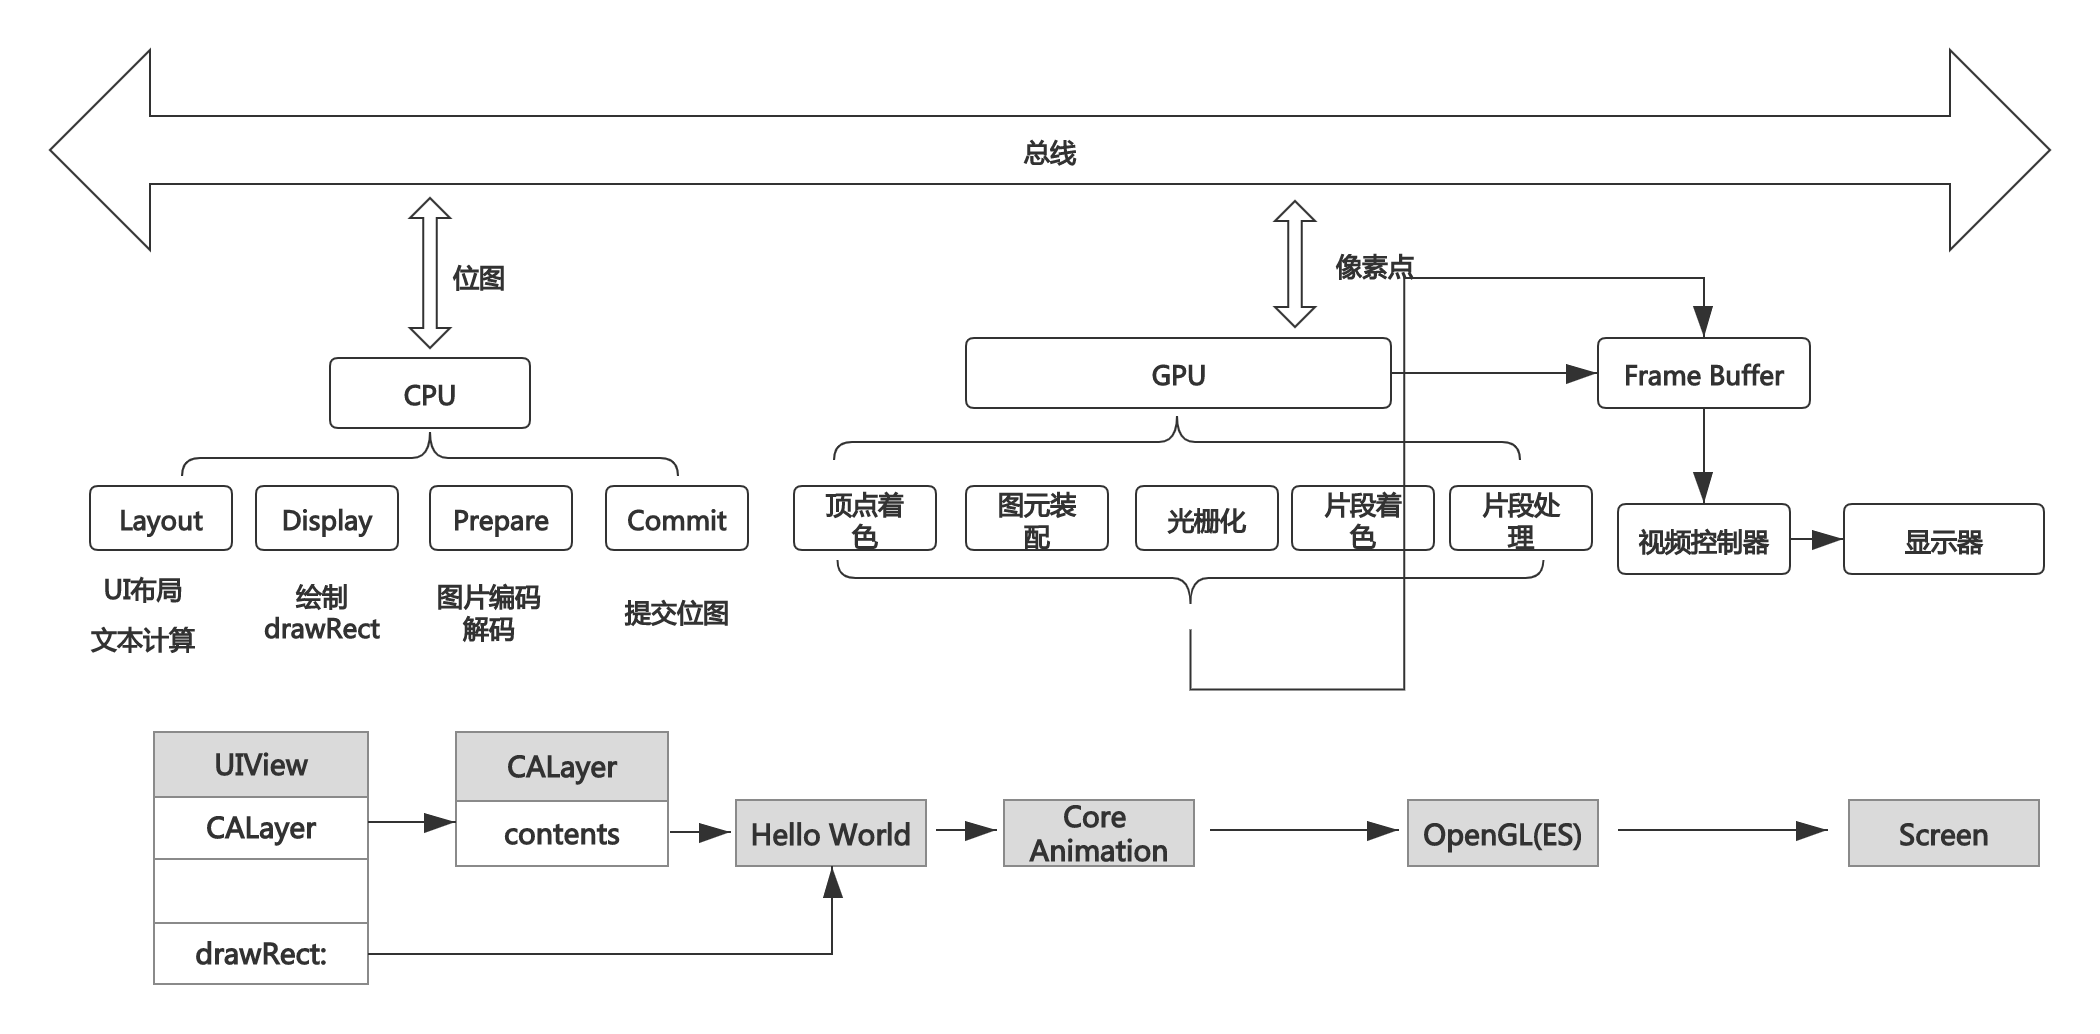 总线
位图
像素点
CPU
GPU
Frame Buffer
Layout
Display
Prepare
Commit
顶点着
色
图元装
配
光栅化
片段着
色
片段处
理
视频控制器
显示器
UI布局
文本计算
绘制
drawRect
图片编码
解码
提交位图
UIView
CALayer
drawRect:
CALayer
contents
Hello World
Core
Animation
OpenGL(ES)
Screen